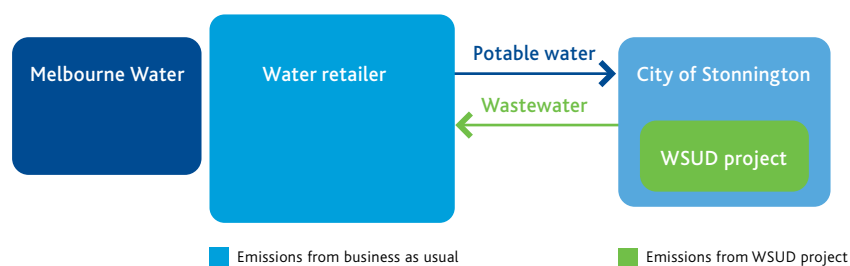 Melbourne Water
Water retailer
Potable water
Wastewater
City of Stonnington
WSUD project
Emissions from business as usual
Emissions from WSUD project